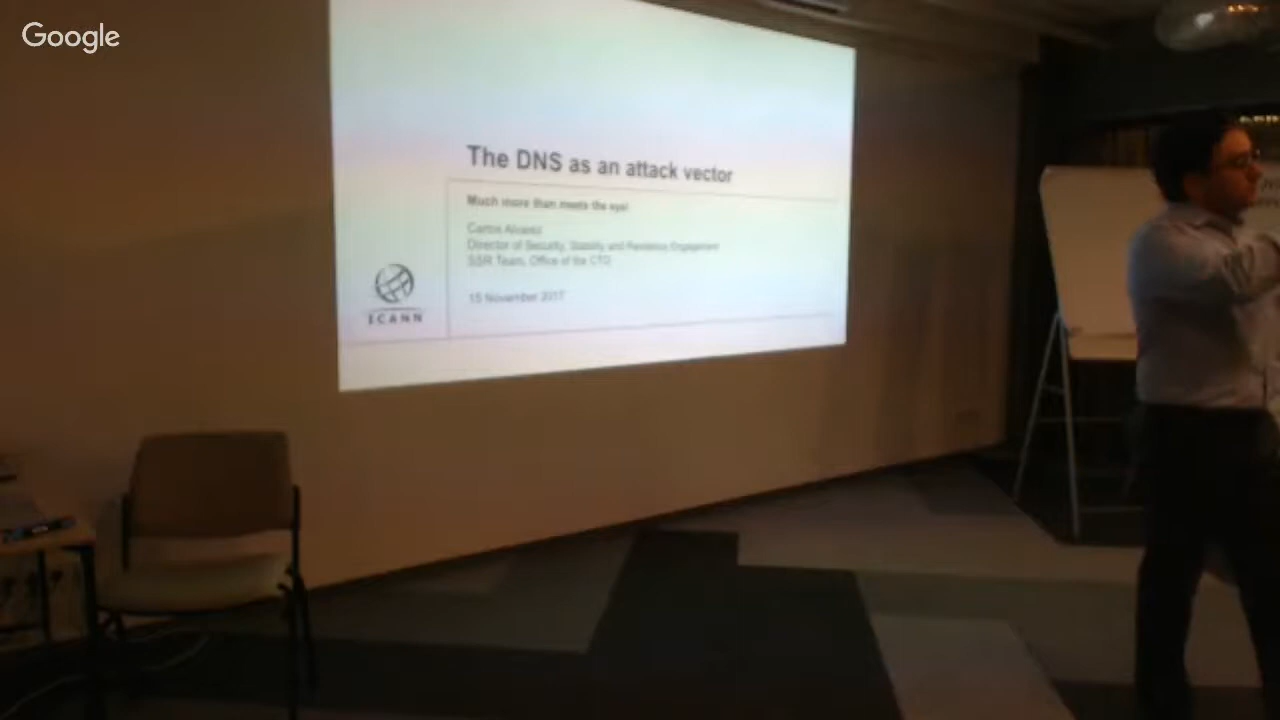 Google
The DNS as an attack vector
Much more than meets the eye!
Carlos Alvarez
Director of Security, Stability and Resiliency Engagement
SSR Team, Office of the CTO
15 November 2017
ICANN